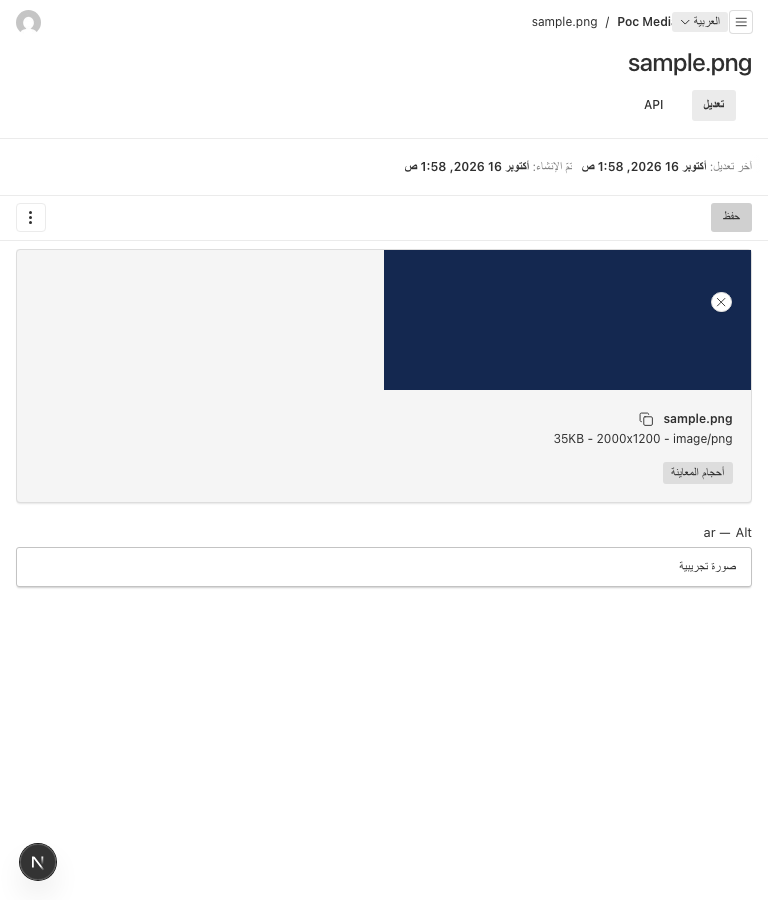 العربية Poc Medi / sample.png
sample.png
تعديل API
آخر تعديل: أكتوبر 16 2026, 1:58 ص تمّ الإنشاء: أكتوبر 16 2026, 1:58 ص
حفظ
sample.png
35KB - 2000x1200 - image/png
أحجام المعاينة
Alt — ar
صورة تجريبية
N